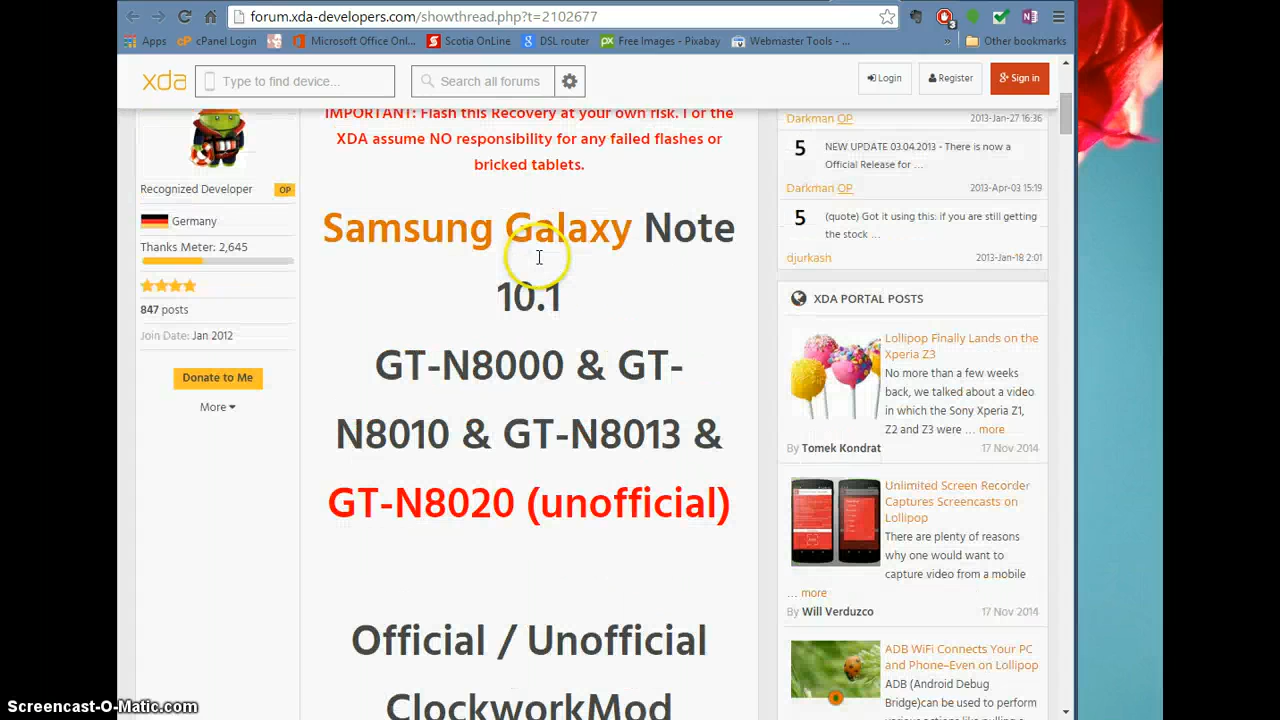 forum.xda-developers.com/showthread.php?t=2102677
3
Apps cPanel Login Microsoft Office Onl... Scotia OnLine DSL router Free Images - Pixabay Webmaster Tools - ... » Other bookmarks
xda Type to find device... Search all forums Login Register Sign in
IMPORTANT: Flash this Recovery at your own risk. I or the
XDA assume NO responsibility for any failed flashes or
bricked tablets.
Recognized Developer OP
Germany
Thanks Meter: 2,645
847 posts
Join Date: Jan 2012
Donate to Me
More
Samsung Galaxy Note
10.1
GT-N8000 & GT-
N8010 & GT-N8013 &
GT-N8020 (unofficial)
Official / Unofficial
ClockworkMod
Darkman OP 2013-Jan-27 16:36
5 NEW UPDATE 03.04.2013 - There is now a
Official Release for ...
Darkman OP 2013-Apr-03 15:19
5 (quote) Got it using this: if you are still getting
the stock ...
djurkash 2013-Jan-18 2:01
XDA PORTAL POSTS
Lollipop Finally Lands on the
Xperia Z3
No more than a few weeks
back, we talked about a video
in which the Sony Xperia Z1,
Z2 and Z3 were ... more
By Tomek Kondrat 17 Nov 2014
Unlimited Screen Recorder
Captures Screencasts on
Lollipop
There are plenty of reasons
why one would want to
capture video from a mobile
... more
By Will Verduzco 17 Nov 2014
ADB WiFi Connects Your PC
and Phone–Even on Lollipop
ADB (Android Debug
Bridge)can be used to perform
Screencast-O-Matic.com